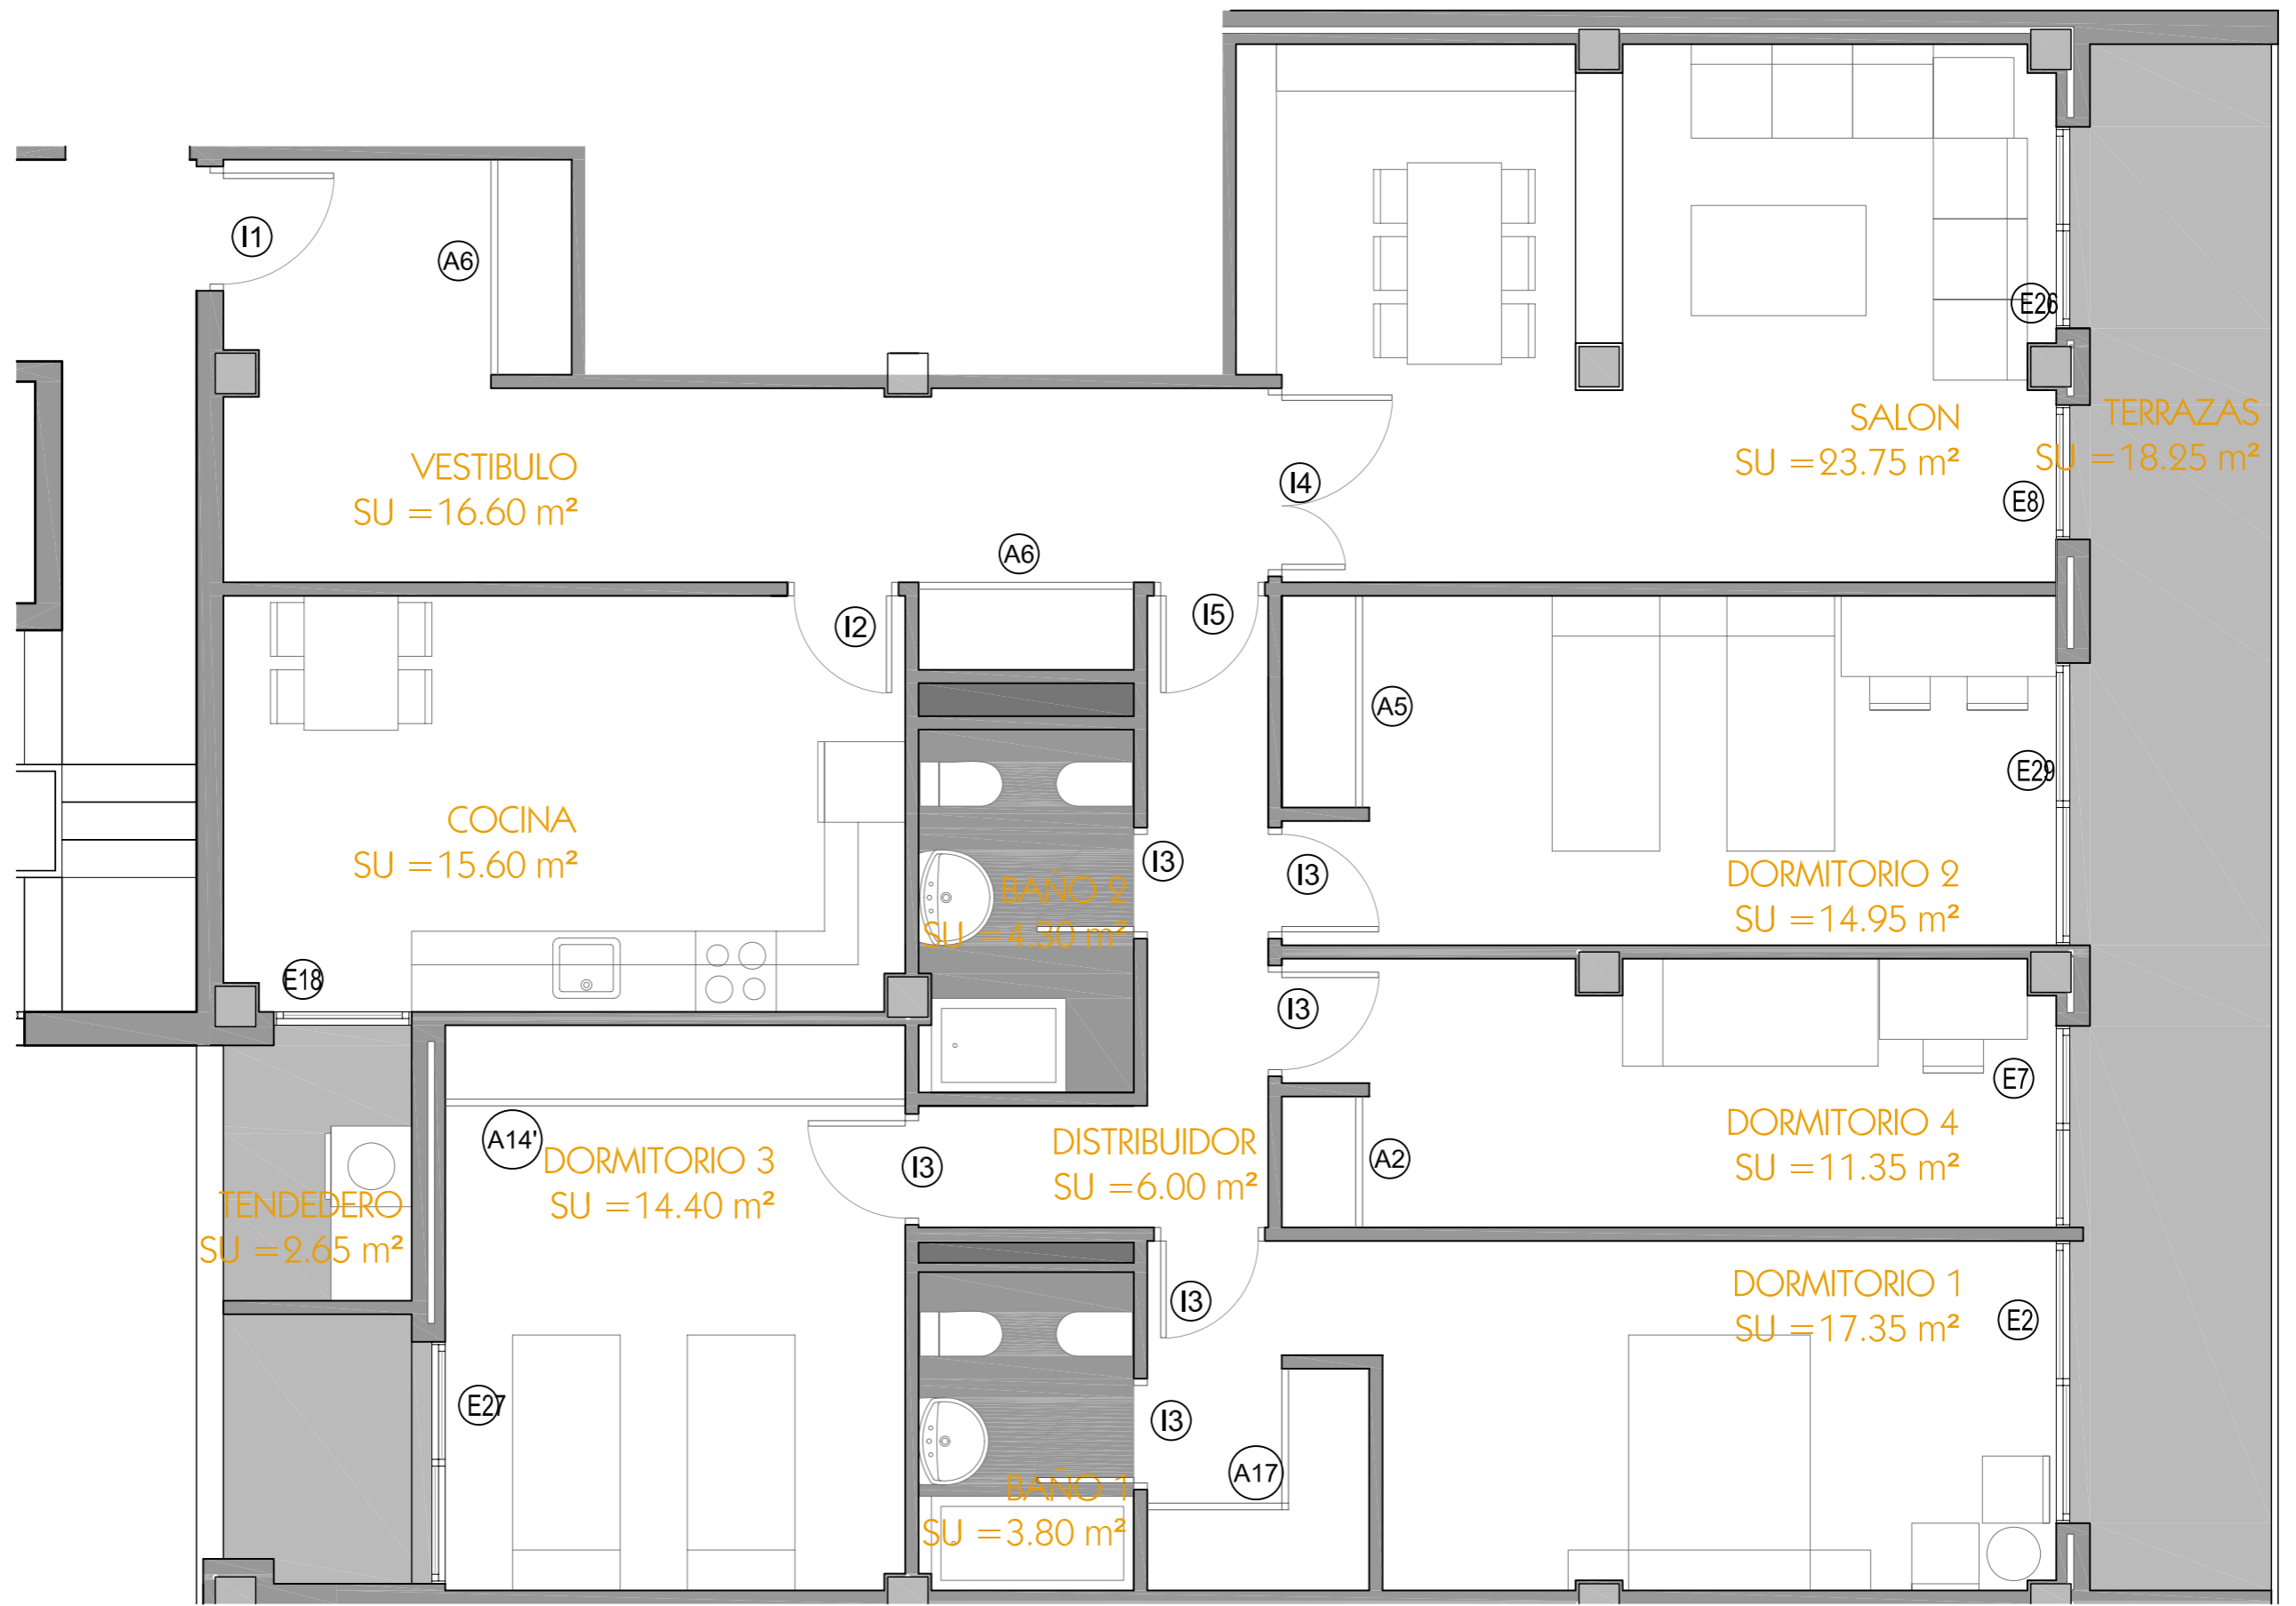 I1
A6
E26
SALON
SU =23.75 m²
TERRAZAS
SU =18.25 m²
VESTIBULO
SU =16.60 m²
I4
E8
A6
I2
I5
A5
E29
COCINA
SU =15.60 m²
I3
I3
BAÑO 2
SU =4.30 m²
DORMITORIO 2
SU =14.95 m²
E18
I3
E7
A14'
DORMITORIO 3
SU =14.40 m²
I3
DISTRIBUIDOR
SU =6.00 m²
A2
DORMITORIO 4
SU =11.35 m²
TENDEDERO
SU =2.65 m²
I3
DORMITORIO 1
SU =17.35 m²
E2
E27
I3
A17
BAÑO 1
SU =3.80 m²